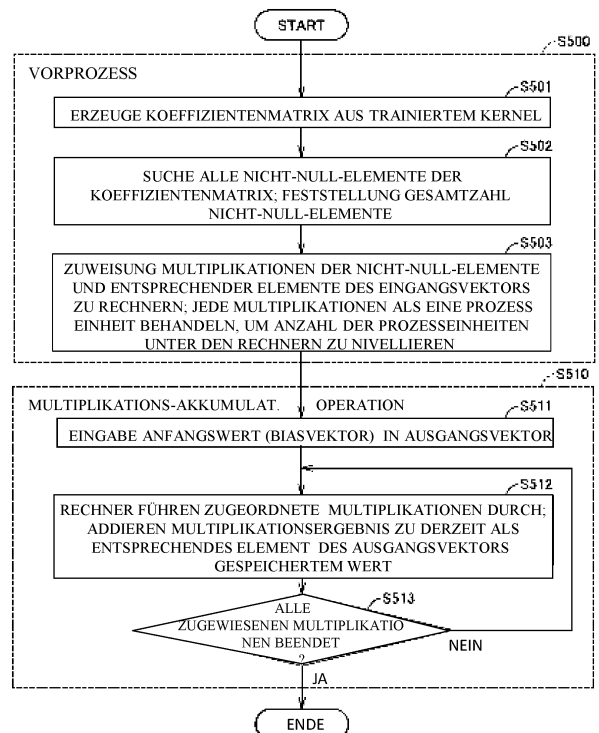 START
S500
VORPROZESS
S501
ERZEUGE KOEFFIZIENTENMATRIX AUS TRAINIERTEM KERNEL
S502
SUCHE ALLE NICHT-NULL-ELEMENTE DER
KOEFFIZIENTENMATRIX; FESTSTELLUNG GESAMTZAHL
NICHT-NULL-ELEMENTE
S503
ZUWEISUNG MULTIPLIKATIONEN DER NICHT-NULL-ELEMENTE
UND ENTSPRECHENDER ELEMENTE DES EINGANGSVEKTORS
ZU RECHNERN; JEDE MULTIPLIKATIONEN ALS EINE PROZESS
EINHEIT BEHANDELN, UM ANZAHL DER PROZESSEINHEITEN
UNTER DEN RECHNERN ZU NIVELLIEREN
S510
MULTIPLIKATIONS-AKKUMULAT. OPERATION
S511
EINGABE ANFANGSWERT (BIASVEKTOR) IN AUSGANGSVEKTOR
S512
RECHNER FÜHREN ZUGEORDNETE MULTIPLIKATIONEN DURCH;
ADDIEREN MULTIPLIKATIONSERGEBNIS ZU DERZEIT ALS
ENTSPRECHENDES ELEMENT DES AUSGANGSVEKTORS
GESPEICHERTEM WERT
S513
ALLE
ZUGEWIESENEN MULTIPLIKATIO
NEN BEENDET
?
NEIN
JA
ENDE